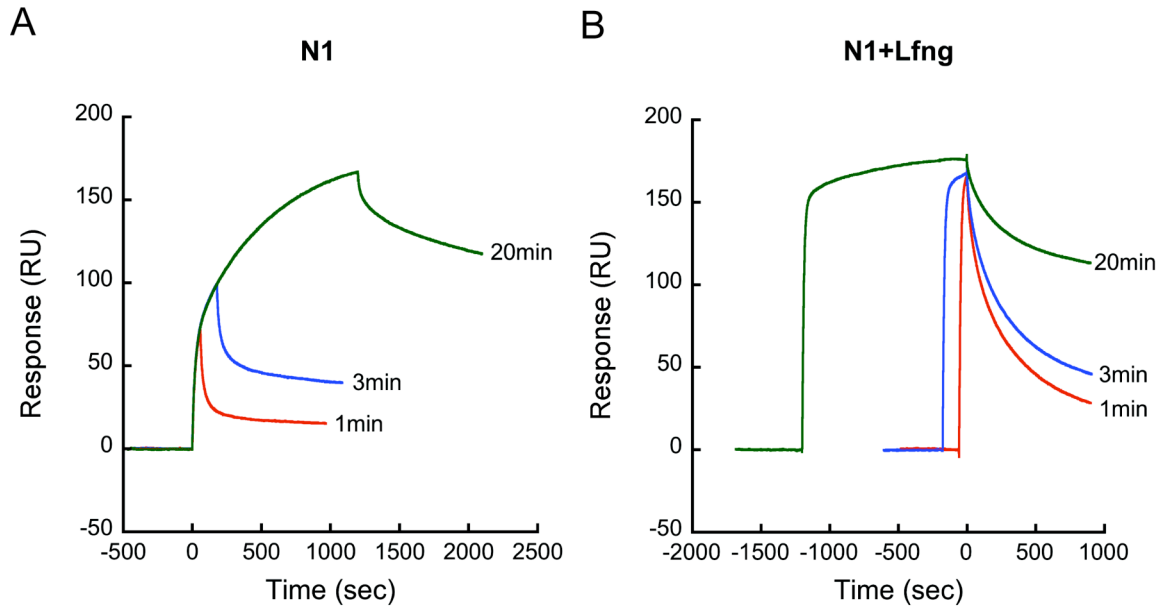 A
N1
Response (RU)
200
150
100
50
0
-50
20min
3min
1min
-500 0 500 1000 1500 2000 2500
Time (sec)
B
N1+Lfng
Response (RU)
200
150
100
50
0
-50
20min
3min
1min
-2000 -1500 -1000 -500 0 500 1000
Time (sec)